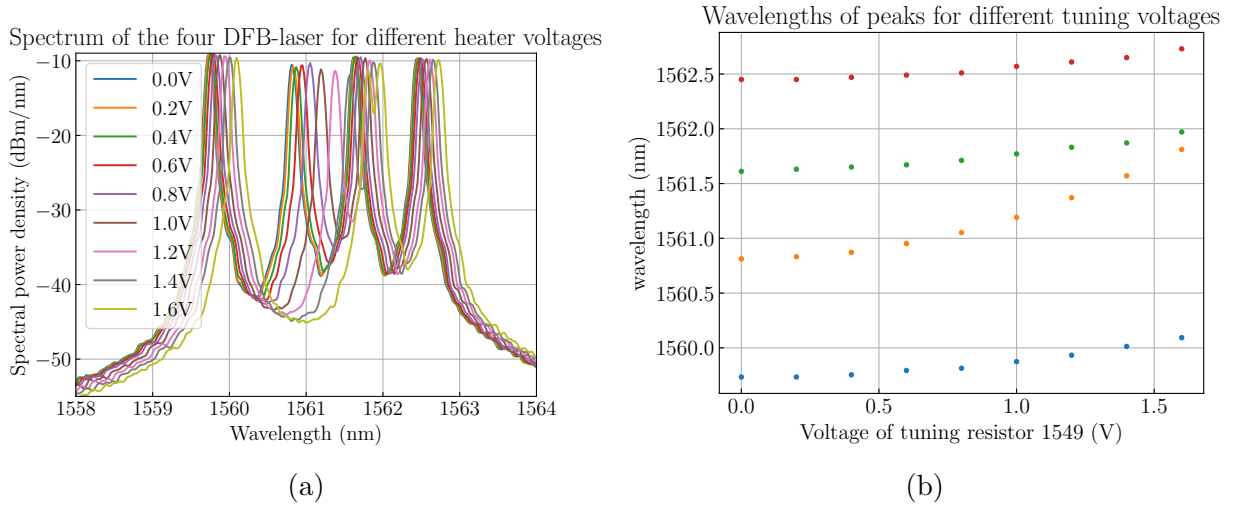 Spectrum of the four DFB-laser for different heater voltages
Spectral power density (dBm/nm)
−10
−20
−30
−40
−50
0.0V
0.2V
0.4V
0.6V
0.8V
1.0V
1.2V
1.4V
1.6V
1558 1559 1560 1561 1562 1563 1564
Wavelength (nm)
(a)
Wavelengths of peaks for different tuning voltages
wavelength (nm)
1562.5
1562.0
1561.5
1561.0
1560.5
1560.0
0.0 0.5 1.0 1.5
Voltage of tuning resistor 1549 (V)
(b)